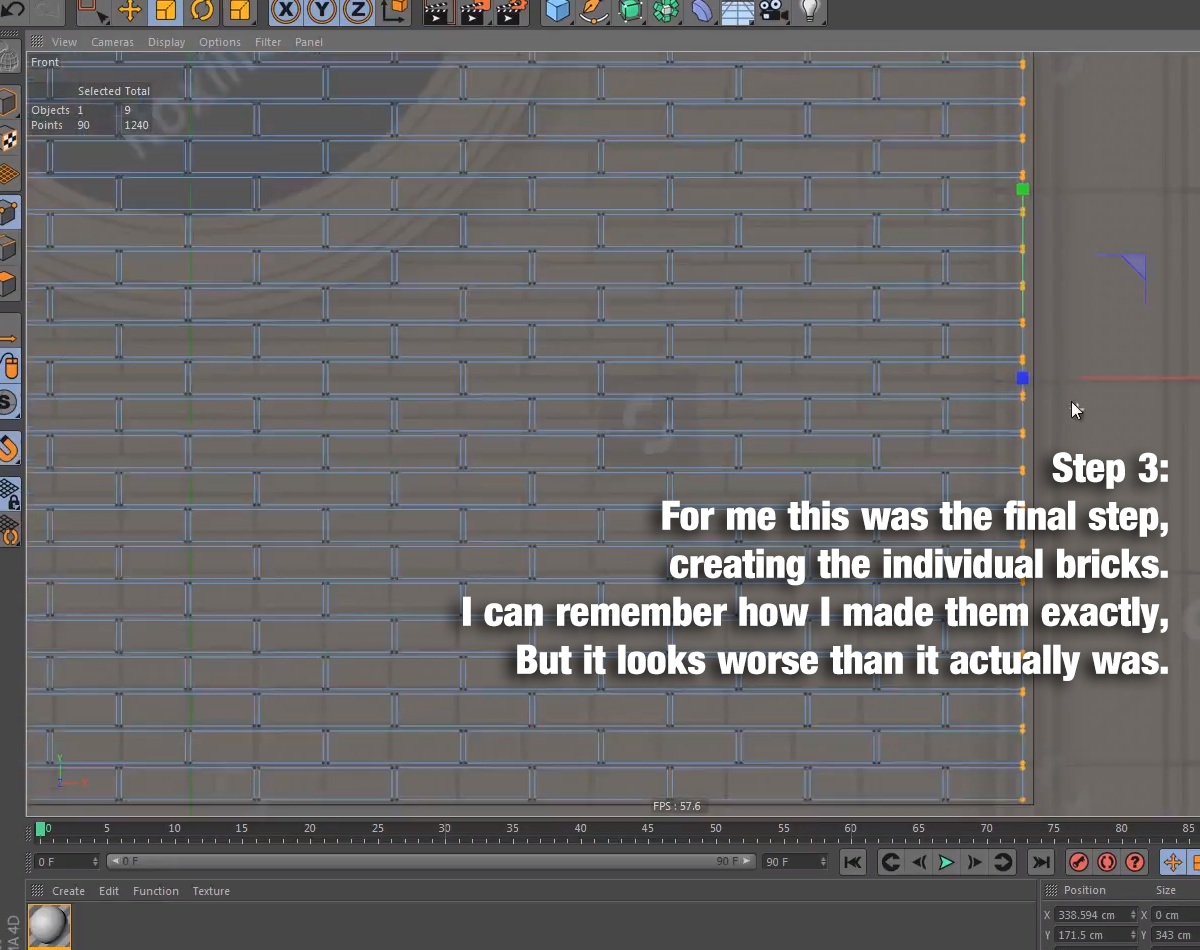 X Y Z
View Cameras Display Options Filter Panel
Front
Selected Total
Objects 1 9
Points 90 1240
S
Step 3:
For me this was the final step,
creating the individual bricks.
I can remember how I made them exactly,
But it looks worse than it actually was.
Y
Z X
FPS : 57.6
0 5 10 15 20 25 30 35 40 45 50 55 60 65 70 75 80 85
0 F 0 F 90 F 90 F
Create Edit Function Texture
Position Size
X 338.594 cm X 0 cm
Y 171.5 cm Y 343 cm
MA 4D